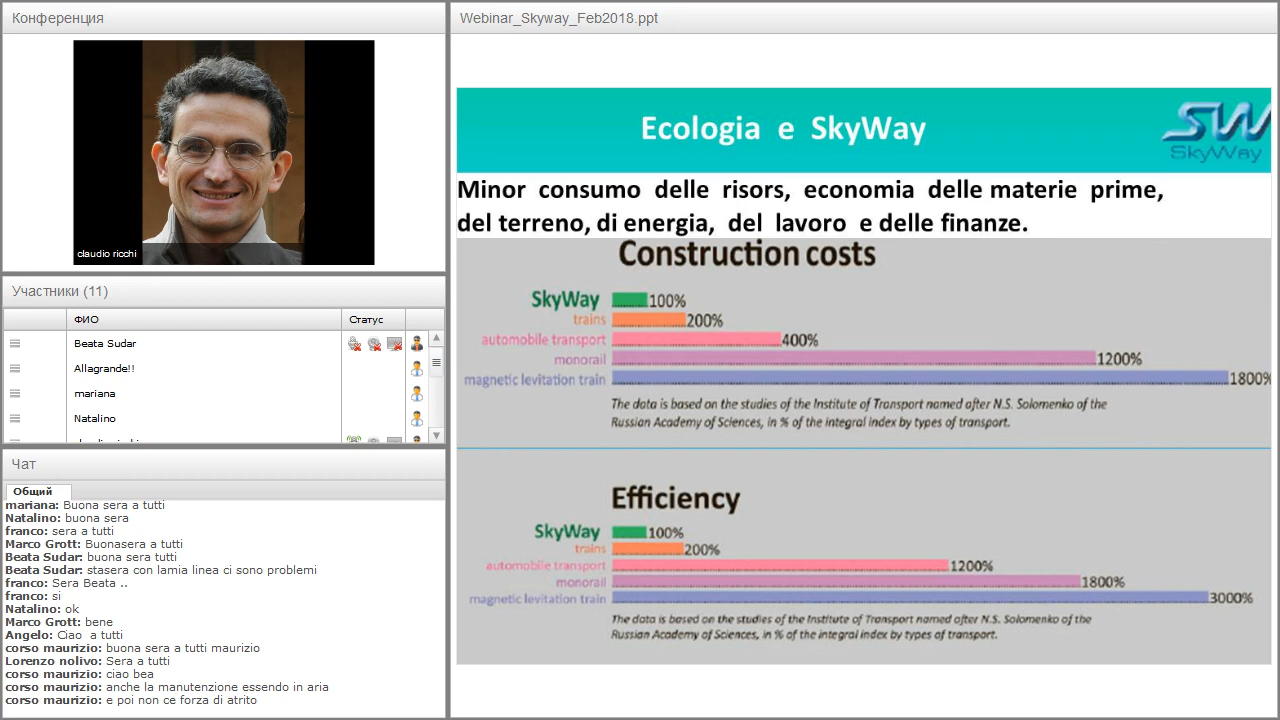 Конференция
claudio ricchi
Участники (11)
ФИО Статус
Beata Sudar
Allagrande!!
mariana
Natalino
Чат
Общий
mariana: Buona sera a tutti
Natalino: buona sera
franco: sera a tutti
Marco Grott: Buonasera a tutti
Beata Sudar: buona sera tutti
Beata Sudar: stasera con lamia linea ci sono problemi
franco: Sera Beata ..
franco: si
Natalino: ok
Marco Grott: bene
Angelo: Ciao a tutti
corso maurizio: buona sera a tutti maurizio
Lorenzo nolivo: Sera a tutti
corso maurizio: ciao bea
corso maurizio: anche la manutenzione essendo in aria
corso maurizio: e poi non ce forza di atrito
Webinar_Skyway_Feb2018.ppt
Ecologia e SkyWay
SW
SkyWay
Minor consumo delle risors, economia delle materie prime,
del terreno, di energia, del lavoro e delle finanze.
Construction costs
SkyWay 100%
trains 200%
automobile transport 400%
monorail 1200%
magnetic levitation train 1800%
The data is based on the studies of the Institute of Transport named after N.S. Solomenko of the
Russian Academy of Sciences, in % of the integral index by types of transport.
Efficiency
SkyWay 100%
trains 200%
automobile transport 1200%
monorail 1800%
magnetic levitation train 3000%
The data is based on the studies of the Institute of Transport named after N.S. Solomenko of the
Russian Academy of Sciences, in % of the integral index by types of transport.